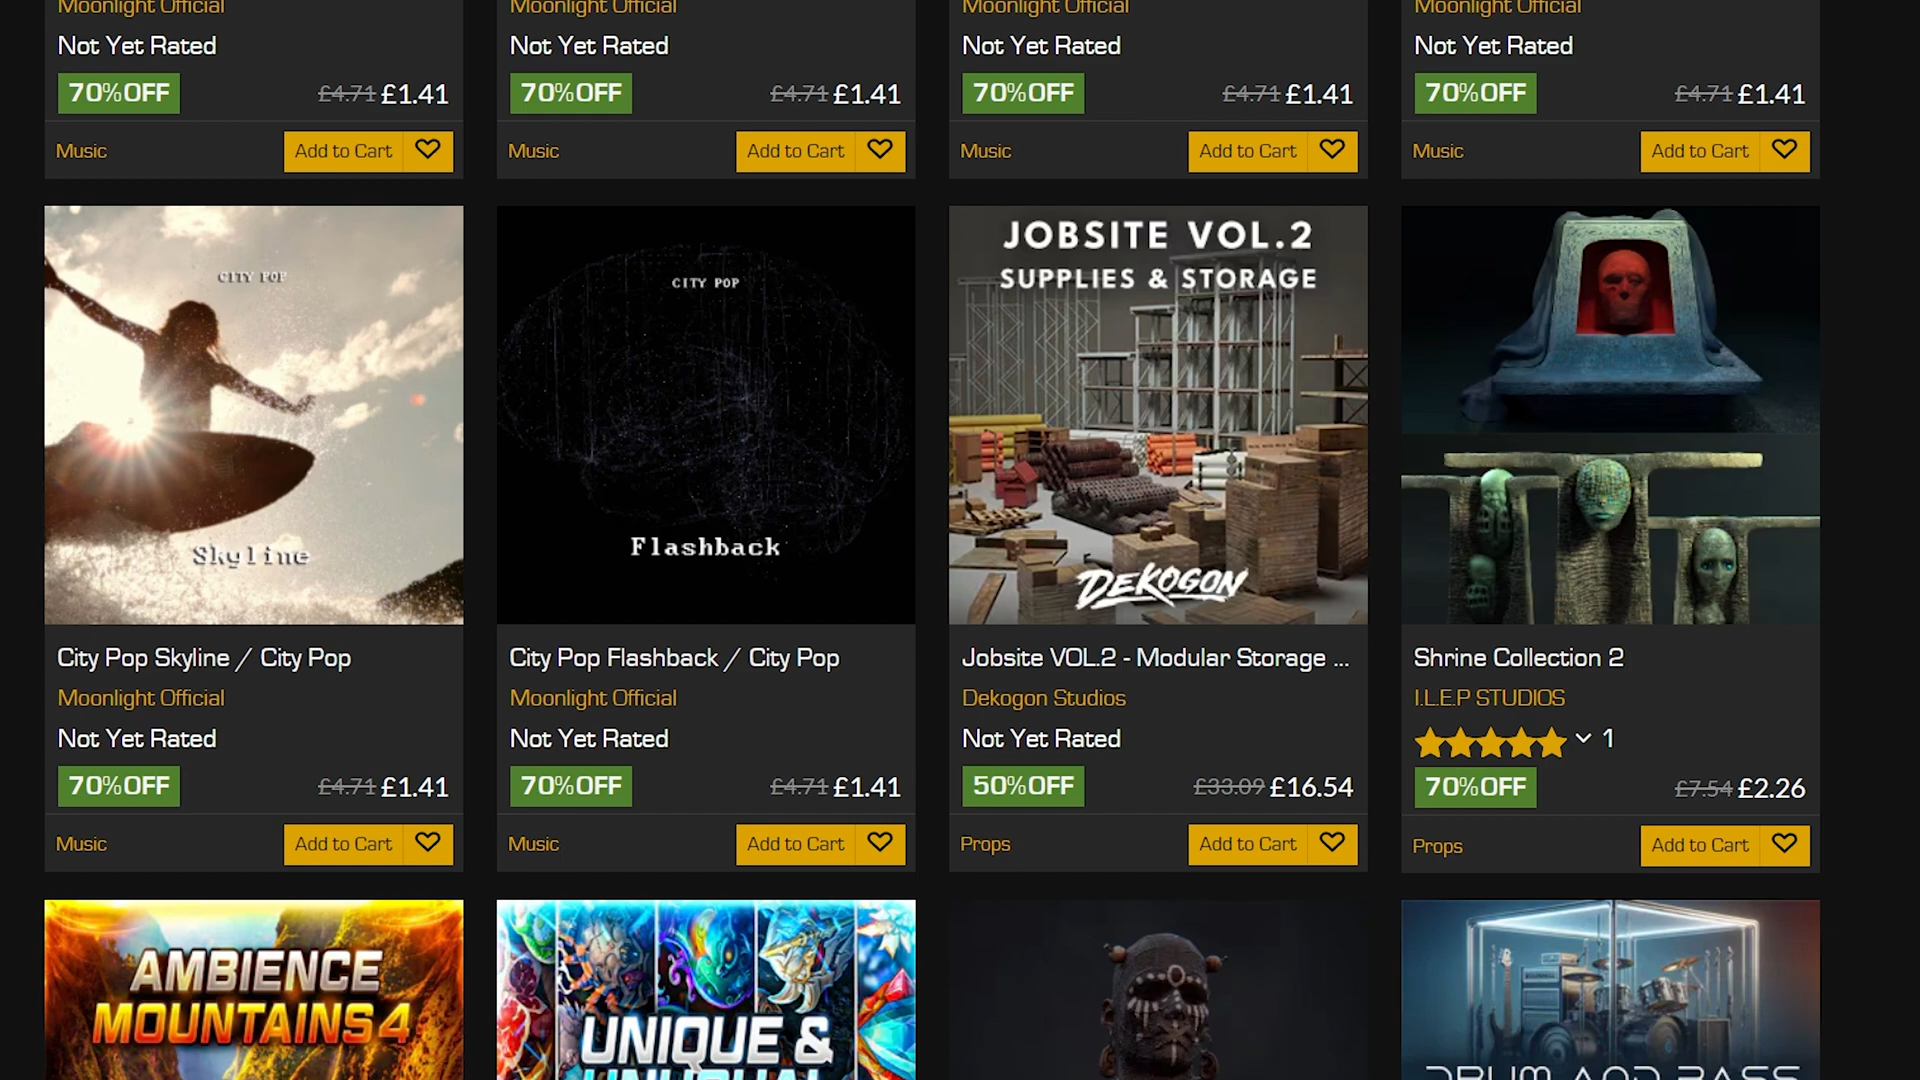 Moonlight Official
Moonlight Official
Moonlight Official
Moonlight Official
Not Yet Rated
Not Yet Rated
Not Yet Rated
Not Yet Rated
70%OFF £4.71 £1.41
70%OFF £4.71 £1.41
70%OFF £4.71 £1.41
70%OFF £4.71 £1.41
Music Add to Cart
Music Add to Cart
Music Add to Cart
Music Add to Cart
CITY POP
Skyline
City Pop Skyline / City Pop
Moonlight Official
Not Yet Rated
70%OFF £4.71 £1.41
Music Add to Cart
CITY POP
Flashback
City Pop Flashback / City Pop
Moonlight Official
Not Yet Rated
70%OFF £4.71 £1.41
Music Add to Cart
JOBSITE VOL.2
SUPPLIES & STORAGE
DEKOGON
Jobsite VOL.2 - Modular Storage ...
Dekogon Studios
Not Yet Rated
50%OFF £33.09 £16.54
Props Add to Cart
Shrine Collection 2
I.L.E.P STUDIOS
1
70%OFF £7.54 £2.26
Props Add to Cart
AMBIENCE
MOUNTAINS 4
UNIQUE &
UNUSUAL
DRUM AND BASS